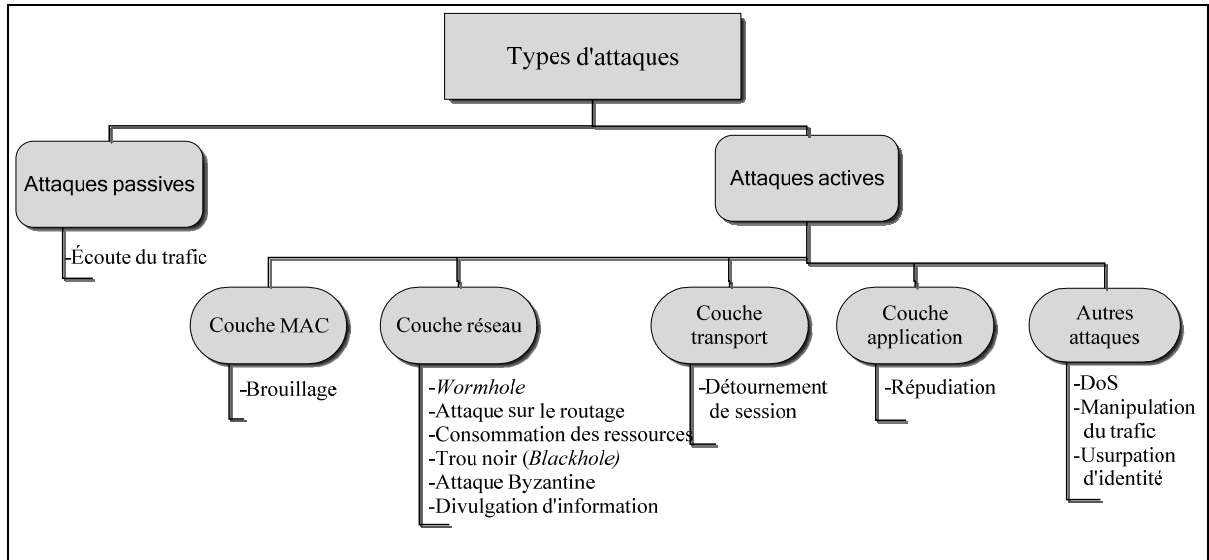 Types d'attaques
Attaques passives
-Écoute du trafic
Attaques actives
Couche MAC
-Brouillage
Couche réseau
-Wormhole
-Attaque sur le routage
-Consommation des ressources
-Trou noir (Blackhole)
-Attaque Byzantine
-Divulgation d'information
Couche
transport
-Détournement
de session
Couche
application
-Répudiation
Autres
attaques
-DoS
-Manipulation
du trafic
-Usurpation
d'identité